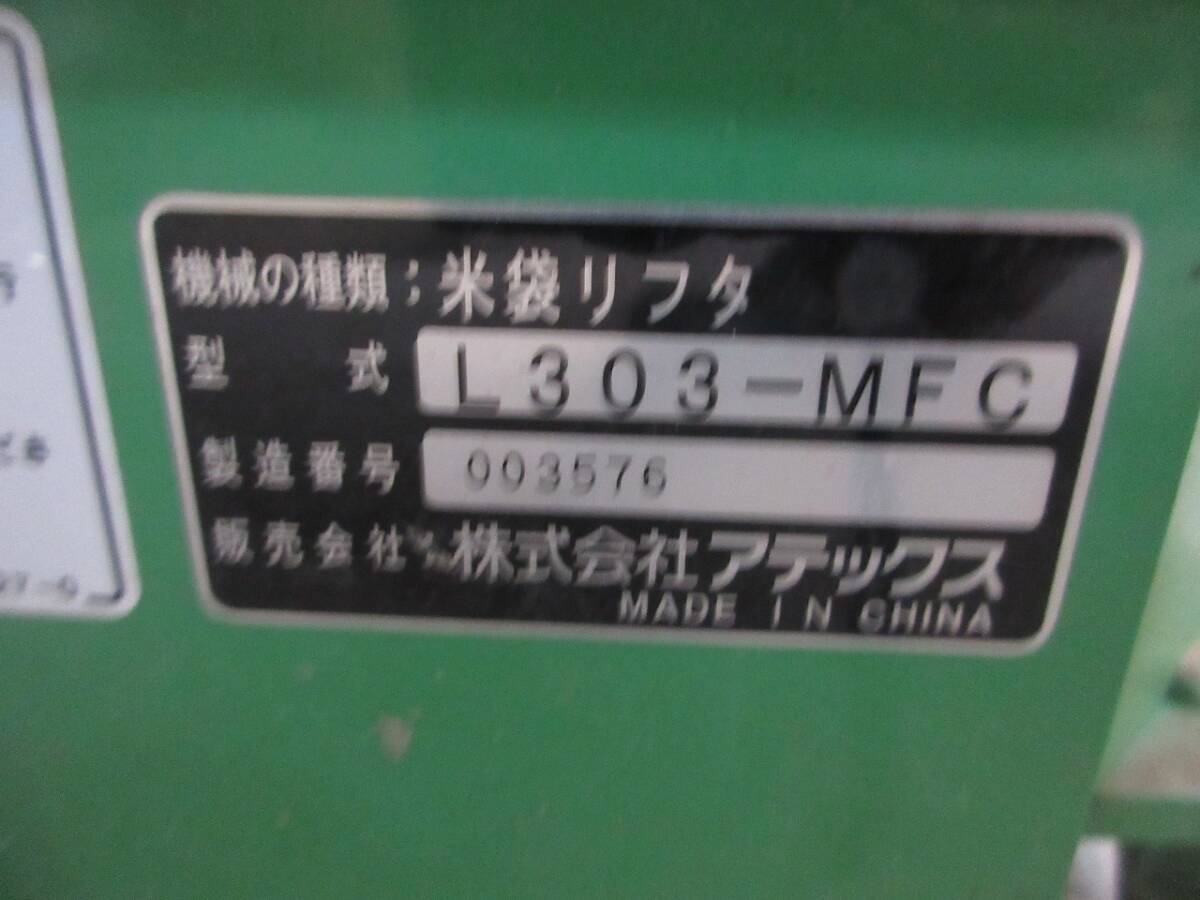 機械の種類：米袋リフタ
型式 L303-MFC
製造番号 003576
販売会社：株式会社アテックス
MADE IN CHINA